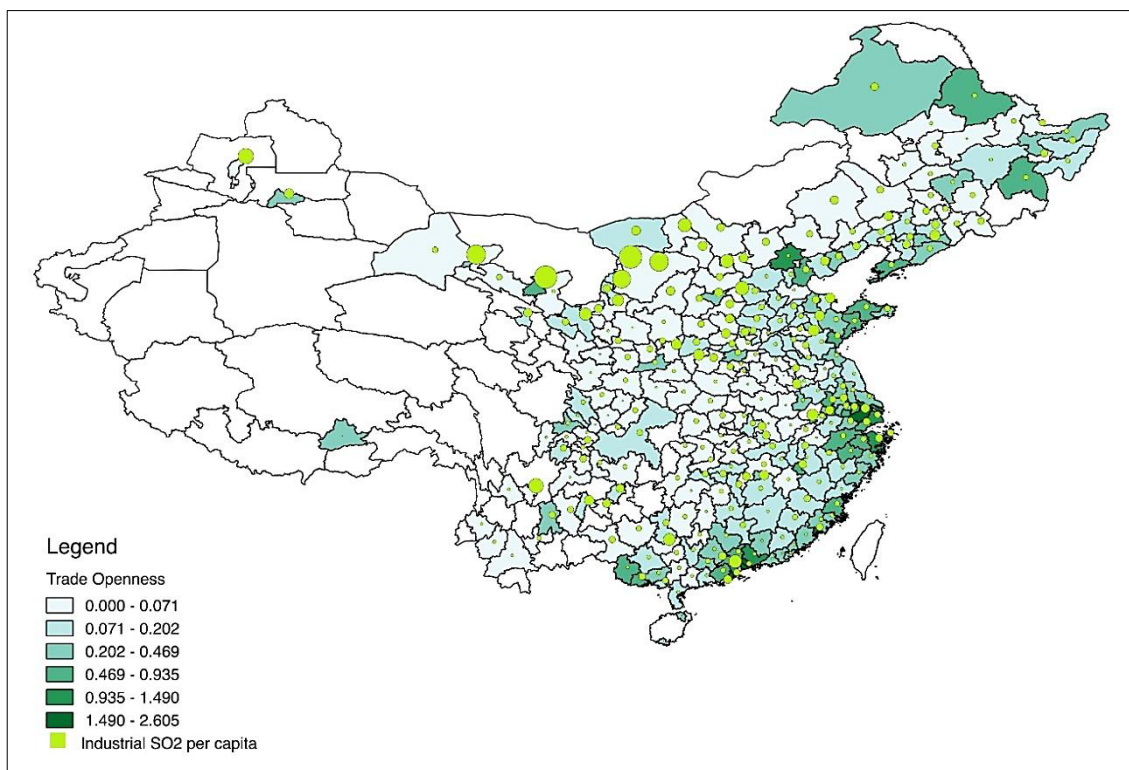 Legend
Trade Openness
0.000 - 0.071
0.071 - 0.202
0.202 - 0.469
0.469 - 0.935
0.935 - 1.490
1.490 - 2.605
Industrial SO2 per capita